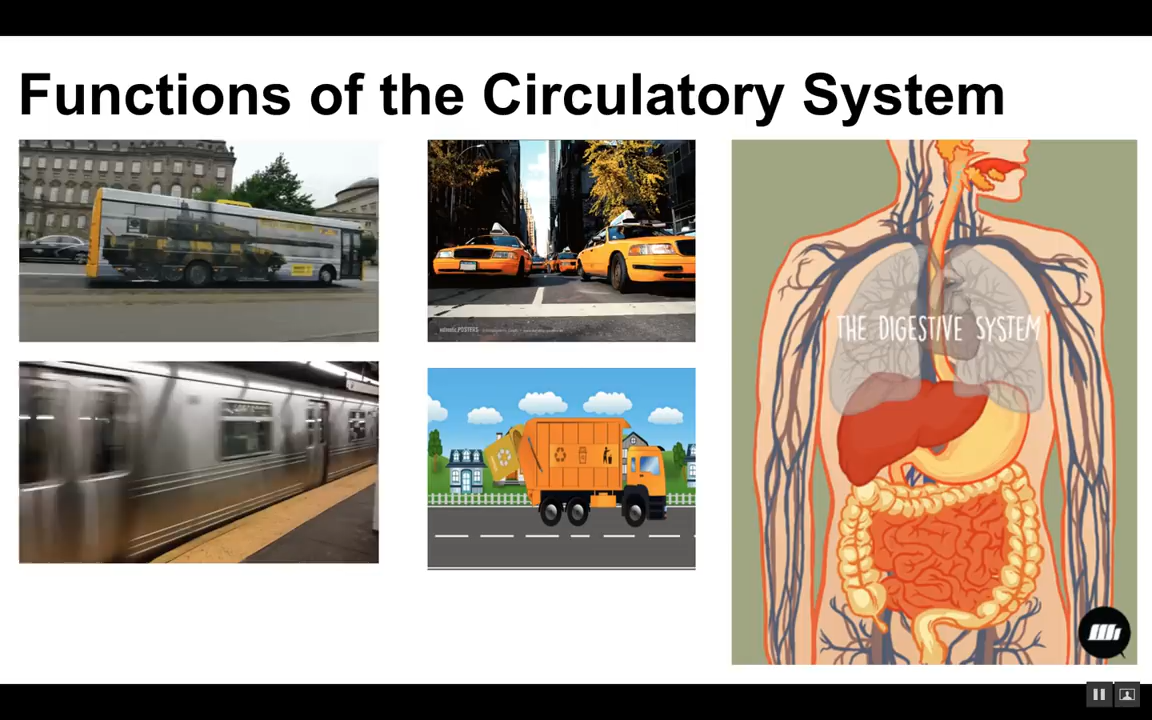 Functions of the Circulatory System
THE DIGESTIVE SYSTEM